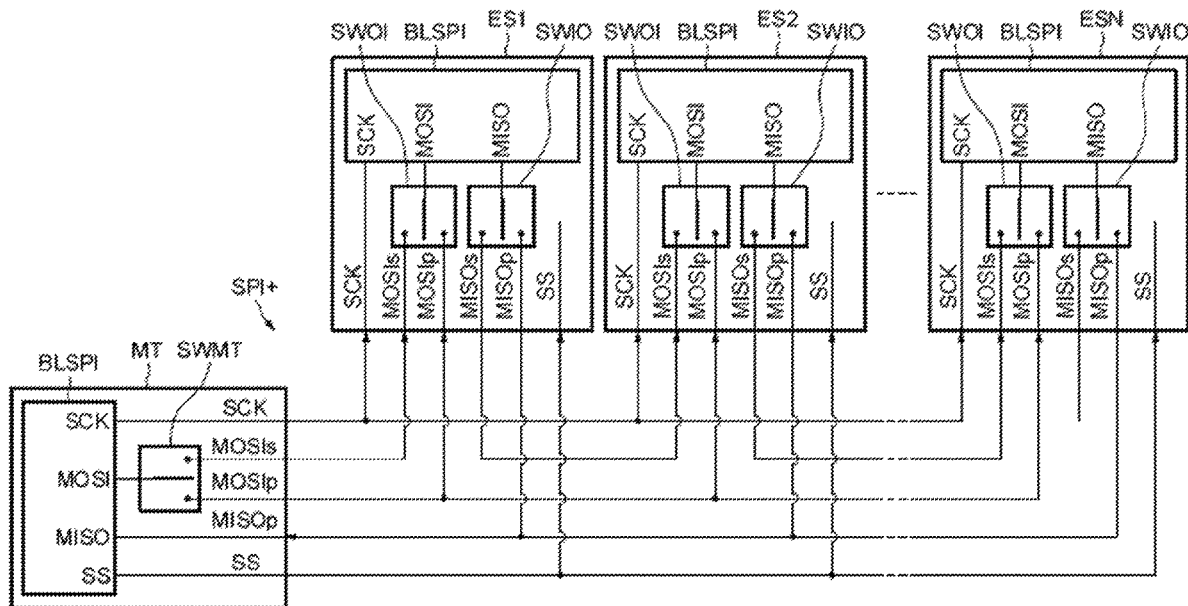 SWOI BLSPI ES1 SWIO SWOI BLSPI ES2 SWIO SWOI BLSPI ESN SWIO
SCK MOSI MISO SCK MOSI MISO SCK MOSI MISO
SCK MOSIs MOSIp MISOs MISOp SS SCK MOSIs MOSIp MISOs MISOp SS SCK MOSIs MOSIp MISOs MISOp SS
SPI+
BLSPI MT SWMT
SCK SCK
MOSIs
MOSI MOSIp
MISOp
MISO
SS SS